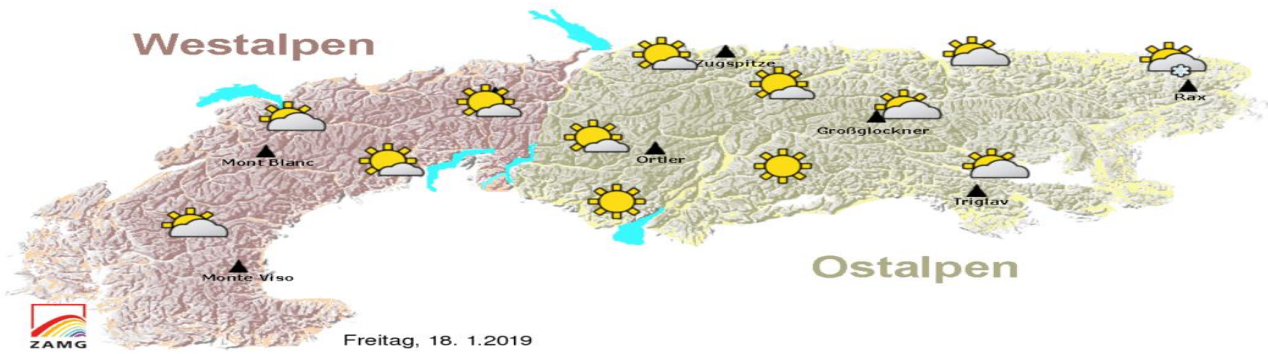 Westalpen
Zugspitze
Rax
Großglockner
Mont Blanc
Ortler
Triglav
Ostalpen
Monte Viso
ZAMG
Freitag, 18. 1.2019